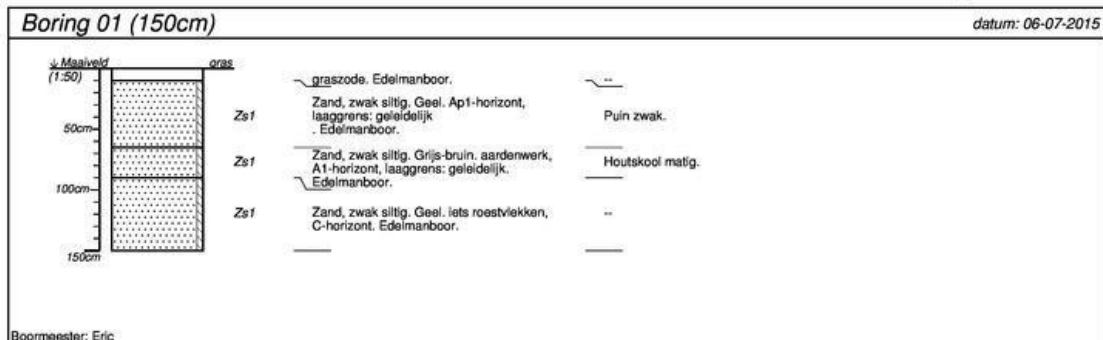 Boring 01 (150cm)
datum: 06-07-2015
↓ Maaiveld
gras
(1:50)
graszode. Edelmanboor.
--
Zs1
Zand, zwak siltig. Geel. Ap1-horizont,
laaggrens: geleidelijk
. Edelmanboor.
Puin zwak.
50cm
Zs1
Zand, zwak siltig. Grijs-bruin. aardenwerk,
A1-horizont, laaggrens: geleidelijk.
Edelmanboor.
Houtskool matig.
100cm
Zs1
Zand, zwak siltig. Geel. iets roestvlekken,
C-horizont. Edelmanboor.
--
150cm
Boormeester: Eric